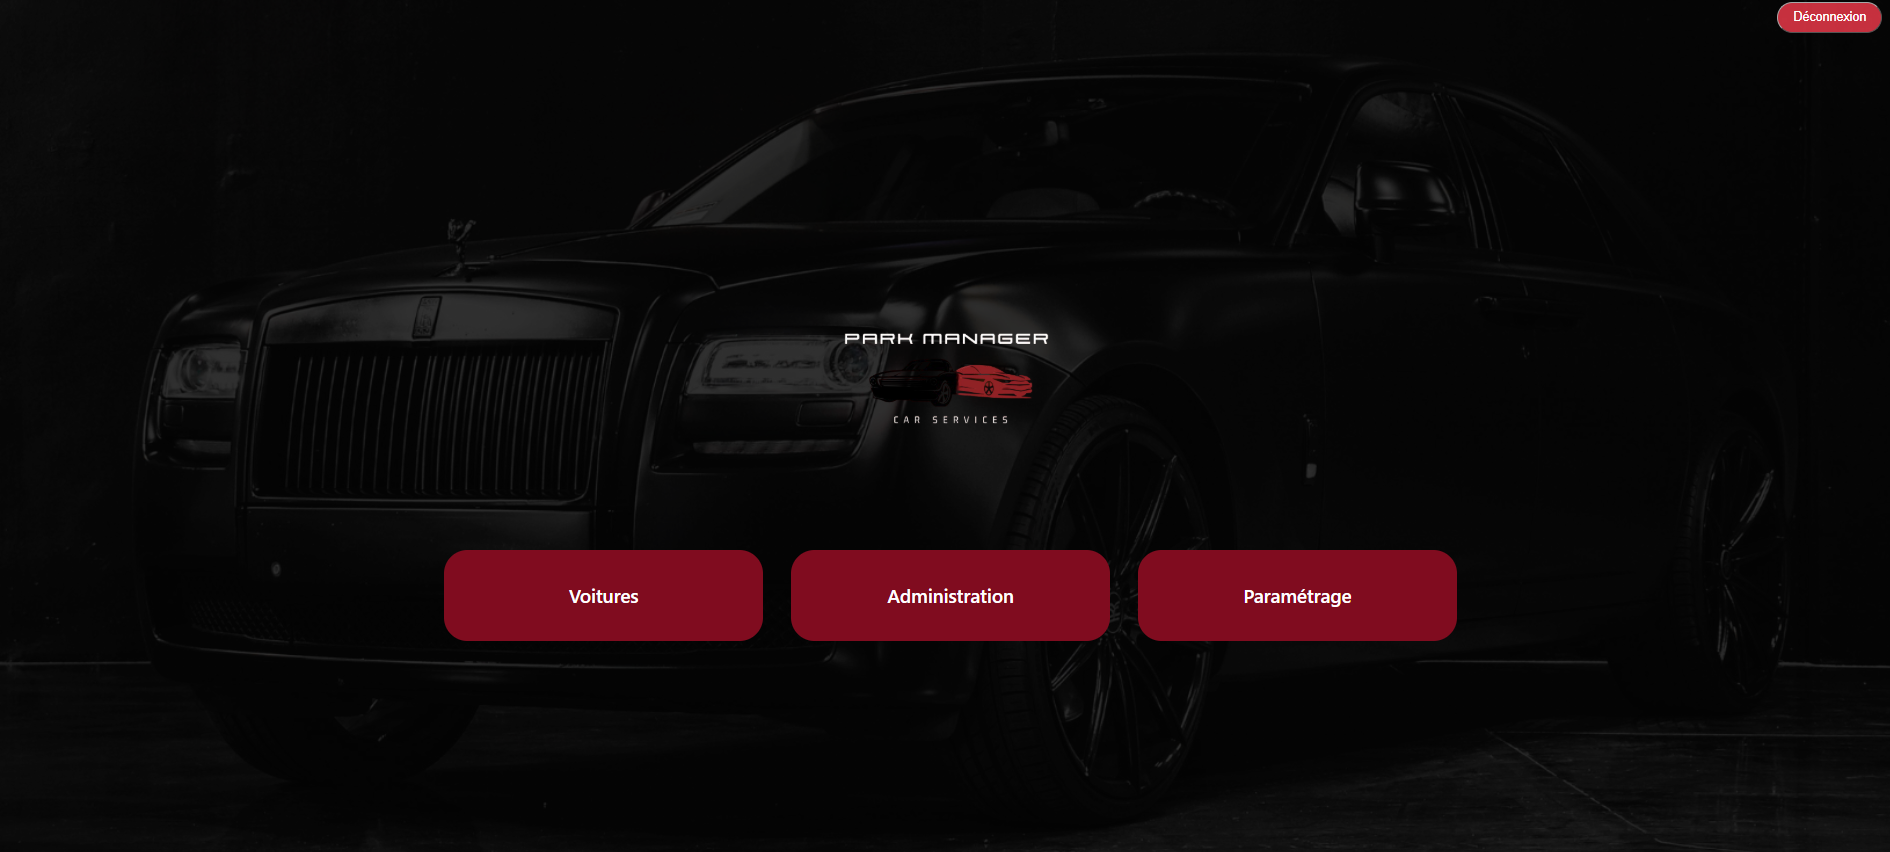 Déconnexion
PARK MANAGER
CAR SERVICES
Voitures
Administration
Paramétrage